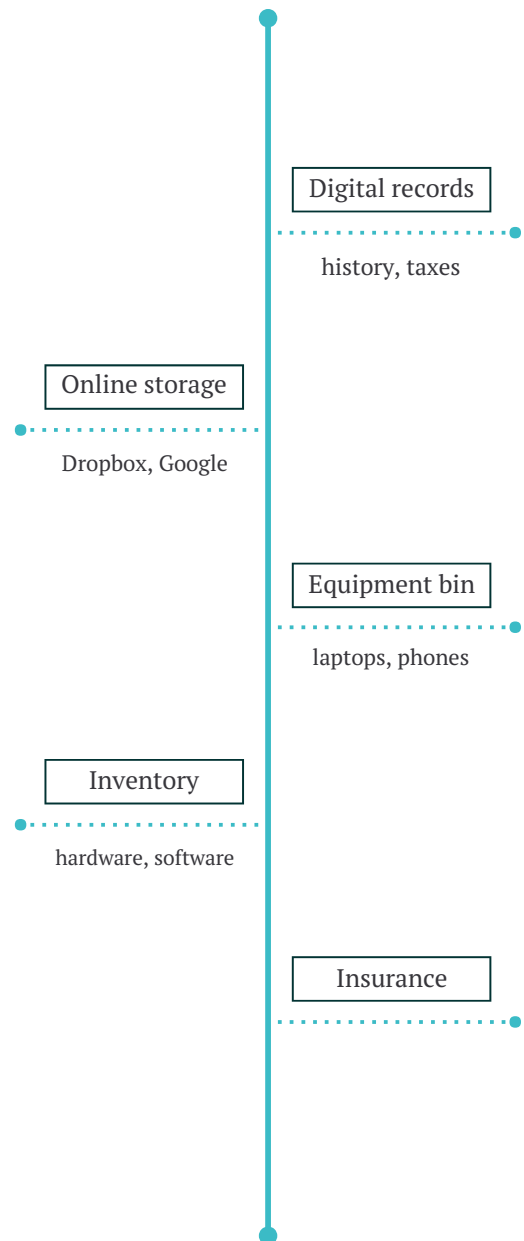 Digital records
history, taxes
Online storage
Dropbox, Google
Equipment bin
laptops, phones
Inventory
hardware, software
Insurance